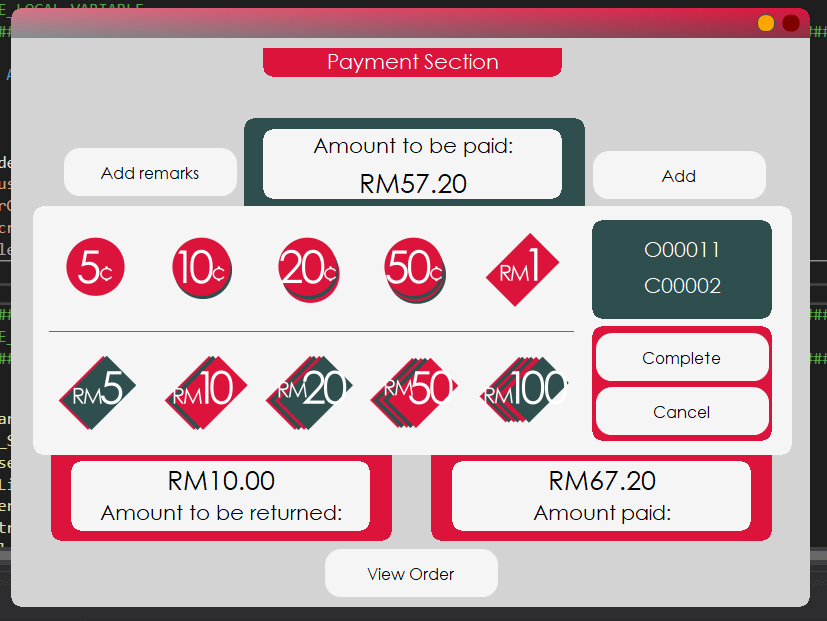 E_LOCAL_VARIABLE
Payment Section
Amount to be paid:
RM57.20
Add remarks
Add
5¢
10¢
20¢
50¢
RM1
O00011
C00002
RM5
RM10
RM20
RM50
RM100
Complete
Cancel
RM10.00
Amount to be returned:
RM67.20
Amount paid:
View Order